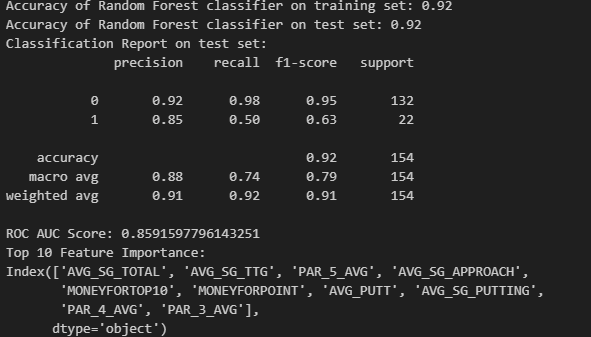 Accuracy of Random Forest classifier on training set: 0.92
Accuracy of Random Forest classifier on test set: 0.92
Classification Report on test set:
precision recall f1-score support
0 0.92 0.98 0.95 132
1 0.85 0.50 0.63 22
accuracy 0.92 154
macro avg 0.88 0.74 0.79 154
weighted avg 0.91 0.92 0.91 154
ROC AUC Score: 0.8591597796143251
Top 10 Feature Importance:
Index(['AVG_SG_TOTAL', 'AVG_SG_TTG', 'PAR_5_AVG', 'AVG_SG_APPROACH',
'MONEYFORTOP10', 'MONEYFORPOINT', 'AVG_PUTT', 'AVG_SG_PUTTING',
'PAR_4_AVG', 'PAR_3_AVG'],
dtype='object')